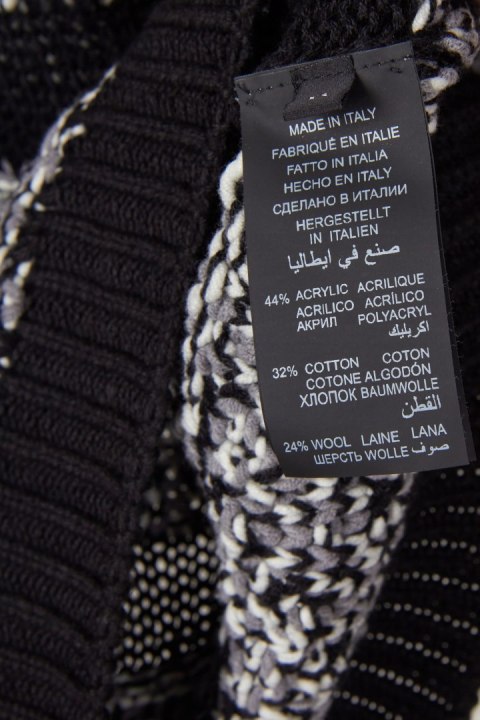 MADE IN ITALY
FABRIQUÉ EN ITALIE
FATTO IN ITALIA
HECHO EN ITALY
СДЕЛАНО В ИТАЛИИ
HERGESTELLT
IN ITALIEN
صنع في ايطاليا
44% ACRYLIC ACRILIQUE
ACRILICO ACRÍLICO
АКРИЛ POLYACRYL
اكريليك
32% COTTON COTON
COTONE ALGODÓN
ХЛОПОК BAUMWOLLE
القطن
24% WOOL LAINE LANA
ШЕРСТЬ WOLLE صوف